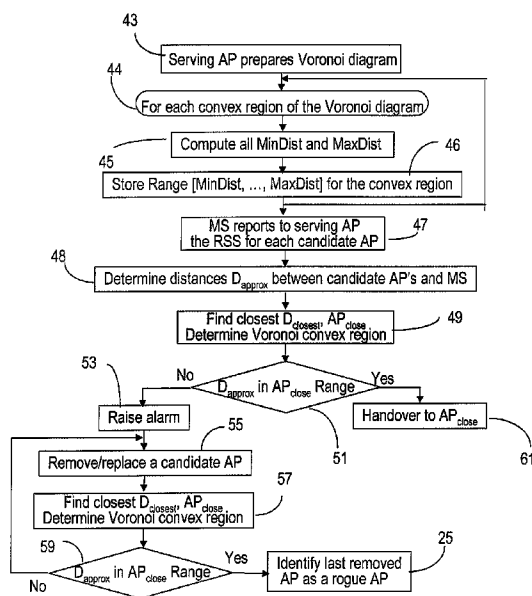 43
Serving AP prepares Voronoi diagram
44
For each convex region of the Voronoi diagram
Compute all MinDist and MaxDist
45
46
Store Range [MinDist, ..., MaxDist] for the convex region
MS reports to serving AP
the RSS for each candidate AP
47
48
Determine distances Dapprox between candidate AP's and MS
Find closest Dclosest, APclose
Determine Voronoi convex region
49
No
Yes
Dapprox in APclose Range
53
Raise alarm
51
Handover to APclose
61
55
Remove/replace a candidate AP
57
Find closest Dclosest, APclose
Determine Voronoi convex region
59
Dapprox in APclose Range
Yes
No
25
Identify last removed
AP as a rogue AP